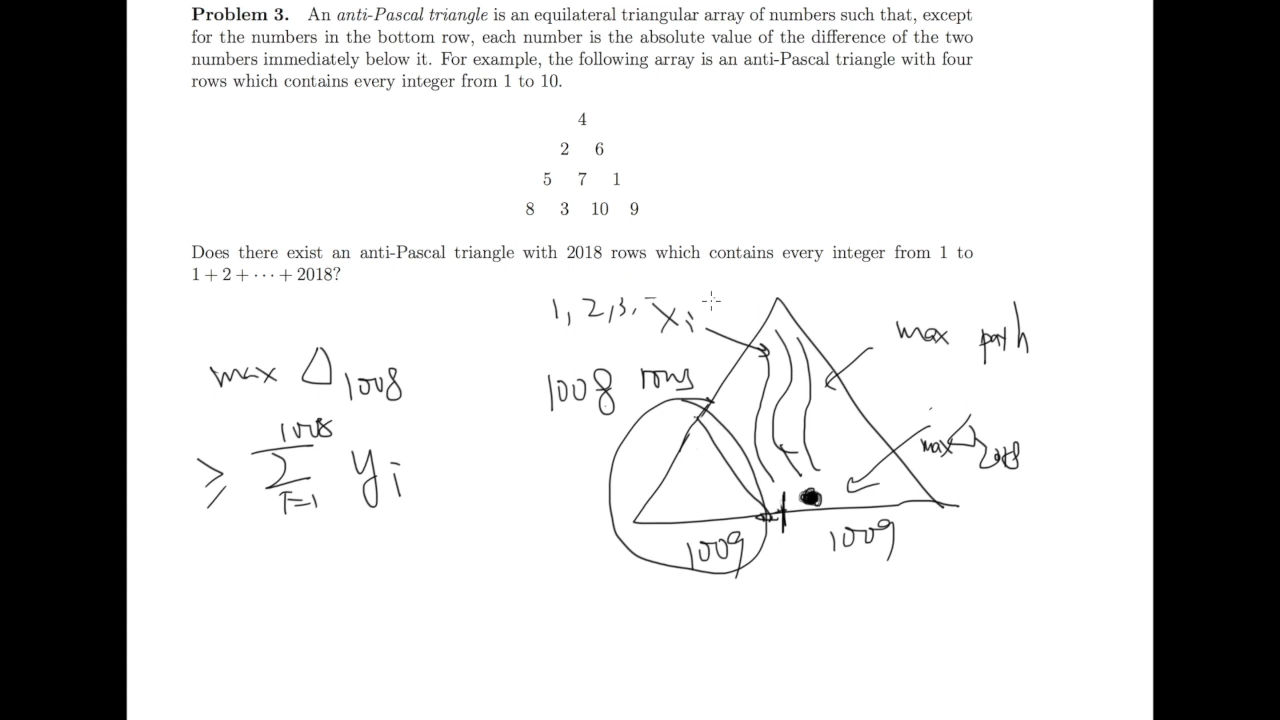 Problem 3. An anti-Pascal triangle is an equilateral triangular array of numbers such that, except
for the numbers in the bottom row, each number is the absolute value of the difference of the two
numbers immediately below it. For example, the following array is an anti-Pascal triangle with four
rows which contains every integer from 1 to 10.
4
2 6
5 7 1
8 3 10 9
Does there exist an anti-Pascal triangle with 2018 rows which contains every integer from 1 to
1 + 2 + ··· + 2018?
1, 2, 3, xᵢ
max path
max △1008
1008 rows
1008
≥ ∑ yᵢ
i=1
max △2018
1009
1009